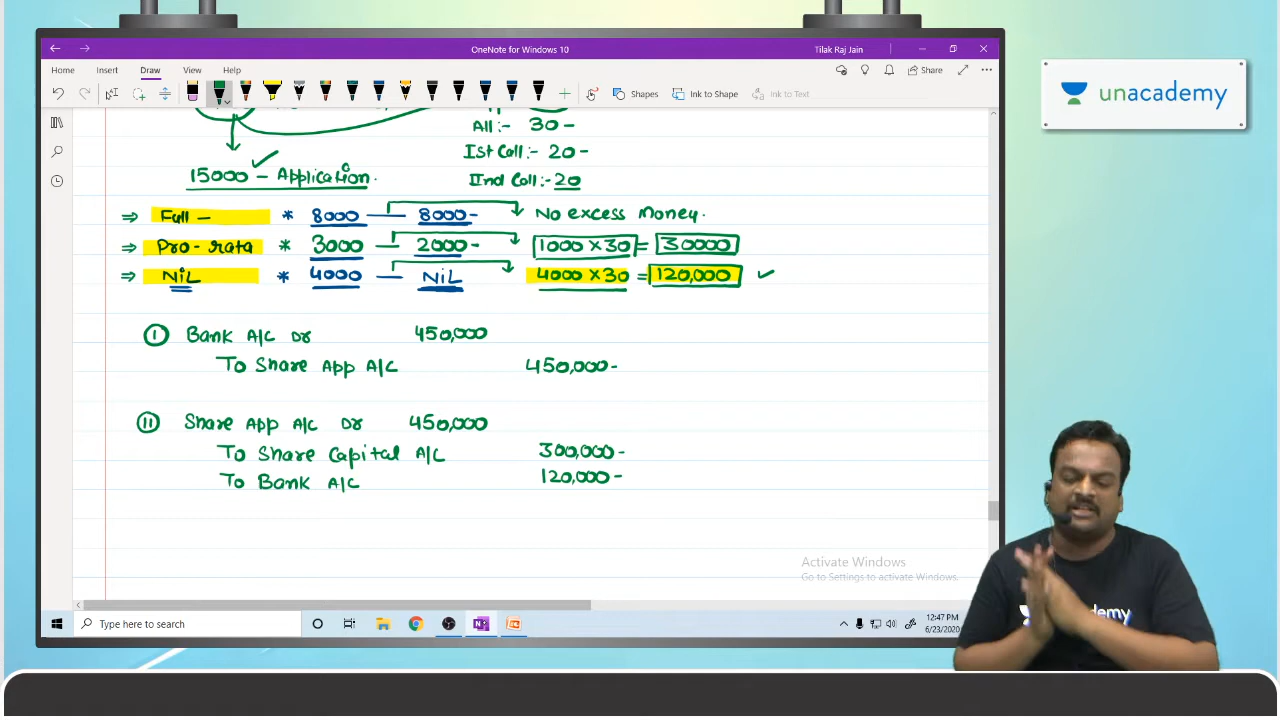 OneNote for Windows 10
Tilak Raj Jain
Home Insert Draw View Help
Share
Shapes
Ink to Shape
Ink to Text
unacademy
All :- 30 -
Ist Call :- 20 -
IInd Call :- 20
15000 - Application.
⇒ Full - * 8000 — 8000 - No excess Money.
⇒ Pro-rata * 3000 — 2000 - 1000 × 30 = 30000
⇒ NiL * 4000 — NiL 4000 × 30 = 120,000 ✓
I Bank A/C Dr 450,000
To Share App A/C 450,000 -
II Share App A/C Dr 450,000
To Share Capital A/C 300,000 -
To Bank A/C 120,000 -
Activate Windows
Go to Settings to activate Windows.
Type here to search
12:47 PM
6/23/2020